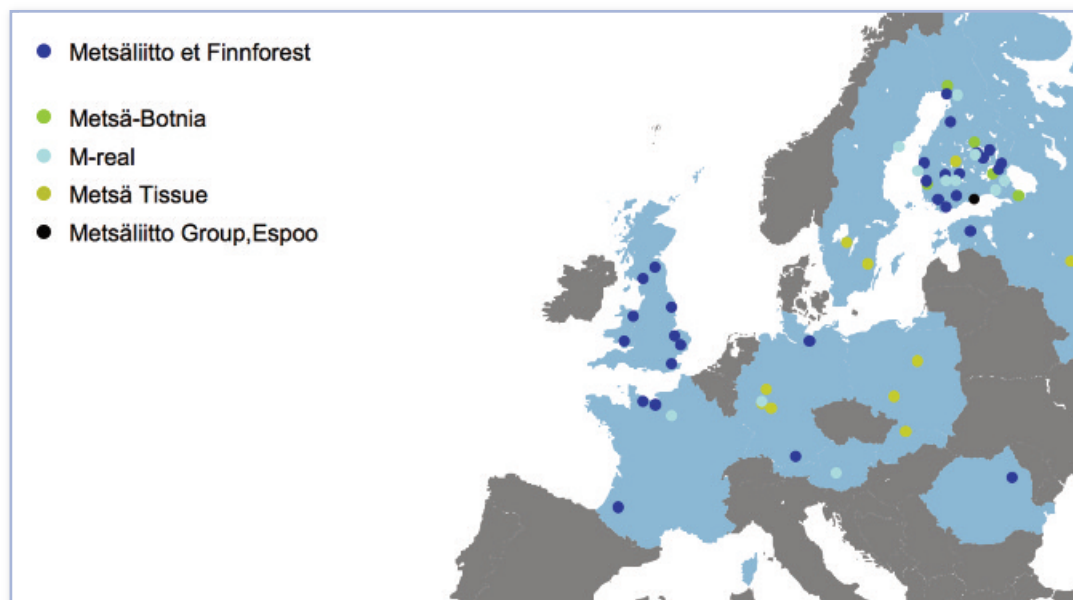 Metsäliitto et Finnforest
Metsä-Botnia
M-real
Metsä Tissue
Metsäliitto Group,Espoo